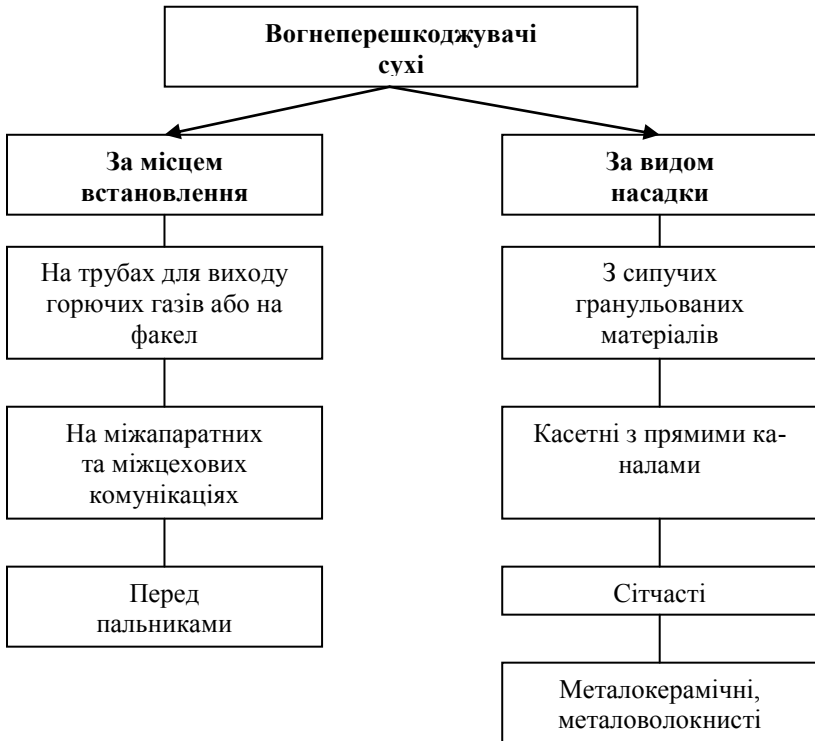 Вогнеперешкоджувачі
сухі
За місцем
встановлення
На трубах для виходу
горючих газів або на
факел
На міжапаратних
та міжцехових
комунікаціях
Перед
пальниками
За видом
насадки
З сипучих
гранульованих
матеріалів
Касетні з прямими ка-
налами
Сітчасті
Металокерамічні,
металоволокнисті